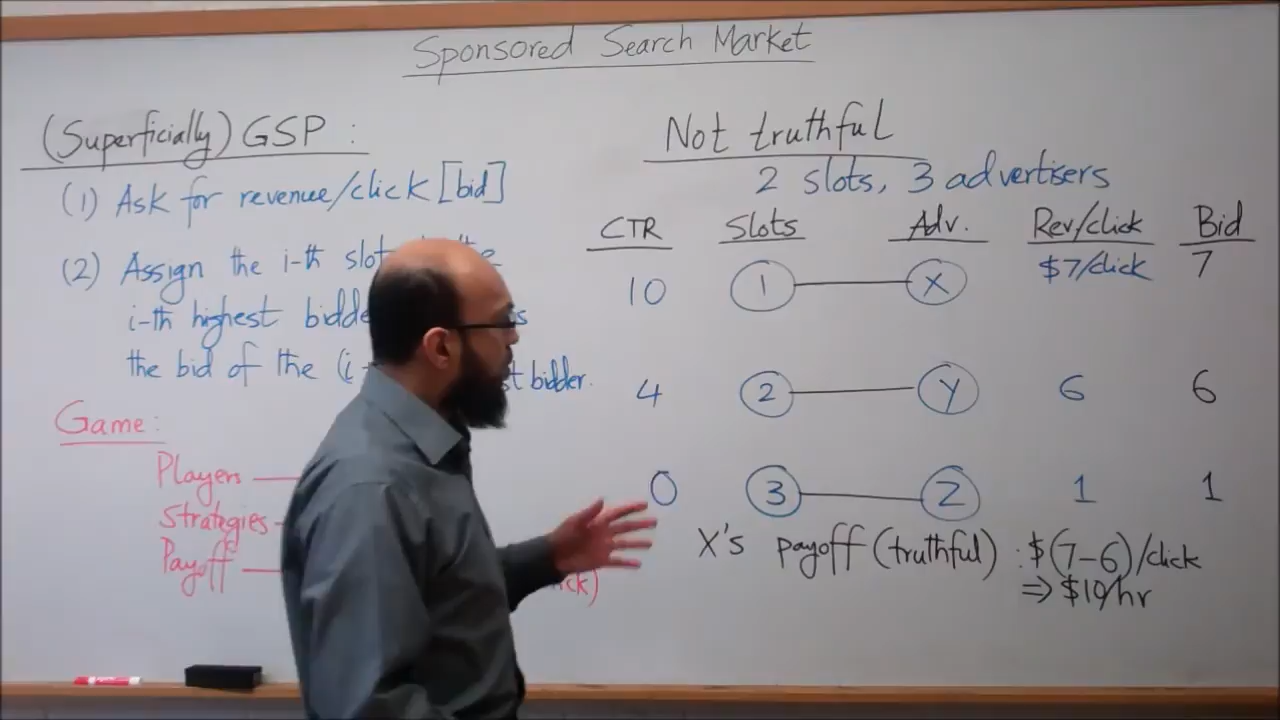 Sponsored Search Market
(Superficially) GSP :
(1) Ask for revenue/click [bid]
(2) Assign the i-th slot
i-th highest
the bid of the bidder.
Game:
Players
Strategies
Payoff
Not truthful
2 slots, 3 advertisers
CTR Slots Adv. Rev/click Bid
10 1 X $7/click 7
4 2 Y 6 6
0 3 Z 1 1
X's payoff (truthful) : $(7-6)/click
⇒ $10/hr